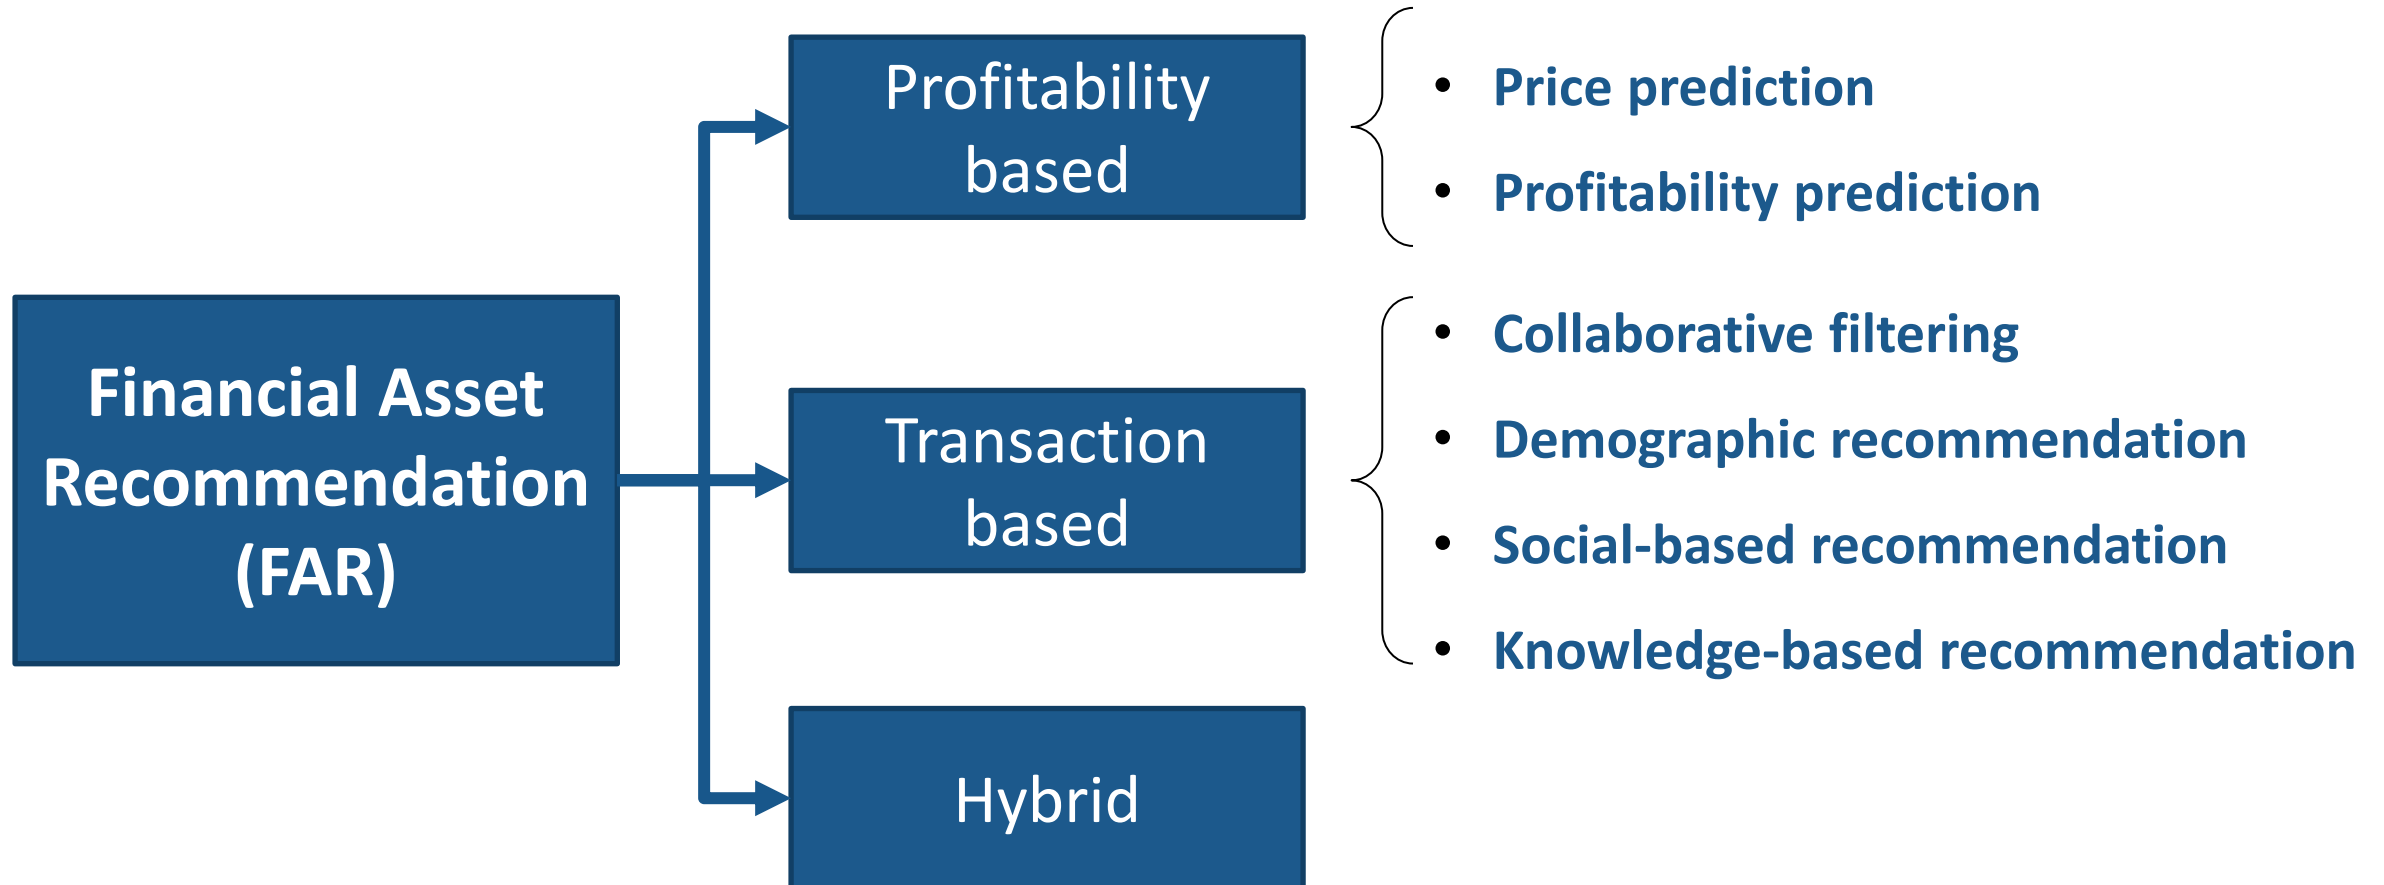 Financial Asset
Recommendation
(FAR)
Profitability
based
• Price prediction
• Profitability prediction
Transaction
based
• Collaborative filtering
• Demographic recommendation
• Social-based recommendation
• Knowledge-based recommendation
Hybrid